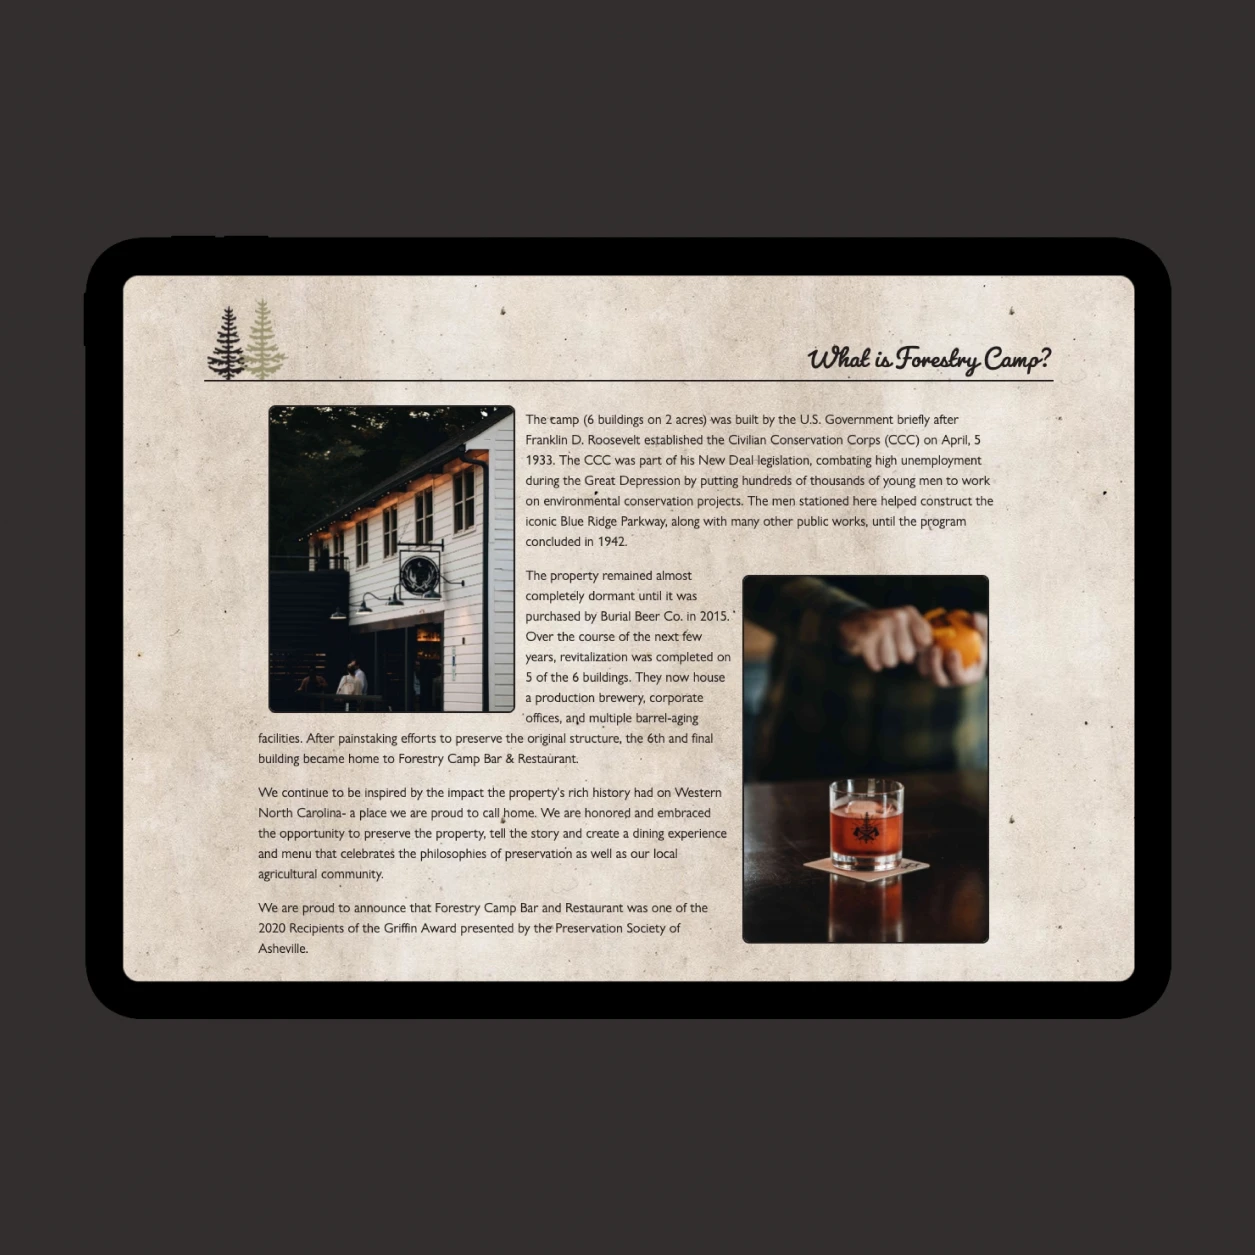 What is Forestry Camp?
The camp (6 buildings on 2 acres) was built by the U.S. Government briefly after
Franklin D. Roosevelt established the Civilian Conservation Corps (CCC) on April, 5
1933. The CCC was part of his New Deal legislation, combating high unemployment
during the Great Depression by putting hundreds of thousands of young men to work
on environmental conservation projects. The men stationed here helped construct the
iconic Blue Ridge Parkway, along with many other public works, until the program
concluded in 1942.
The property remained almost
completely dormant until it was
purchased by Burial Beer Co. in 2015.
Over the course of the next few
years, revitalization was completed on
5 of the 6 buildings. They now house
a production brewery, corporate
offices, and multiple barrel-aging
facilities. After painstaking efforts to preserve the original structure, the 6th and final
building became home to Forestry Camp Bar & Restaurant.
We continue to be inspired by the impact the property's rich history had on Western
North Carolina- a place we are proud to call home. We are honored and embraced
the opportunity to preserve the property, tell the story and create a dining experience
and menu that celebrates the philosophies of preservation as well as our local
agricultural community.
We are proud to announce that Forestry Camp Bar and Restaurant was one of the
2020 Recipients of the Griffin Award presented by the Preservation Society of
Asheville.